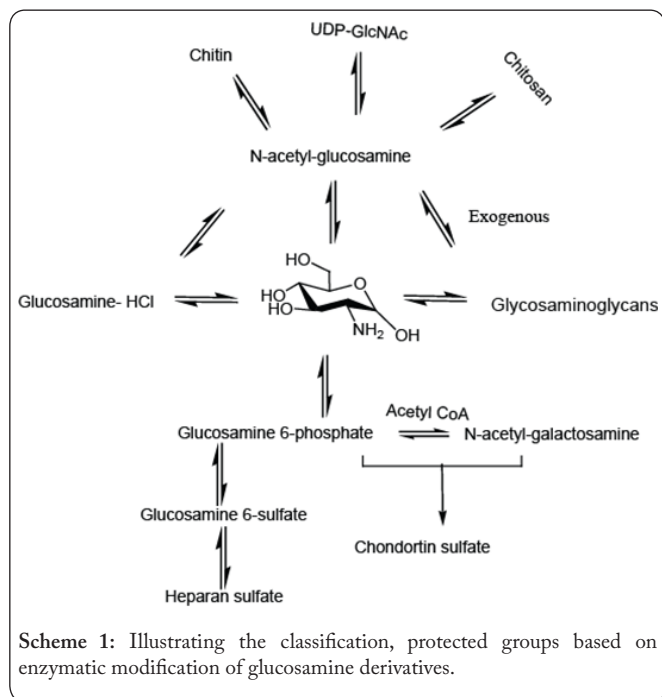 UDP-GlcNAc
Chitin
Chitosan
N-acetyl-glucosamine
Exogenous
HO
O
Glucosamine- HCl
HO
HO
NH2
OH
Glycosaminoglycans
Acetyl CoA
Glucosamine 6-phosphate
N-acetyl-galactosamine
Glucosamine 6-sulfate
Chondortin sulfate
Heparan sulfate
Scheme 1: Illustrating the classification, protected groups based on
enzymatic modification of glucosamine derivatives.